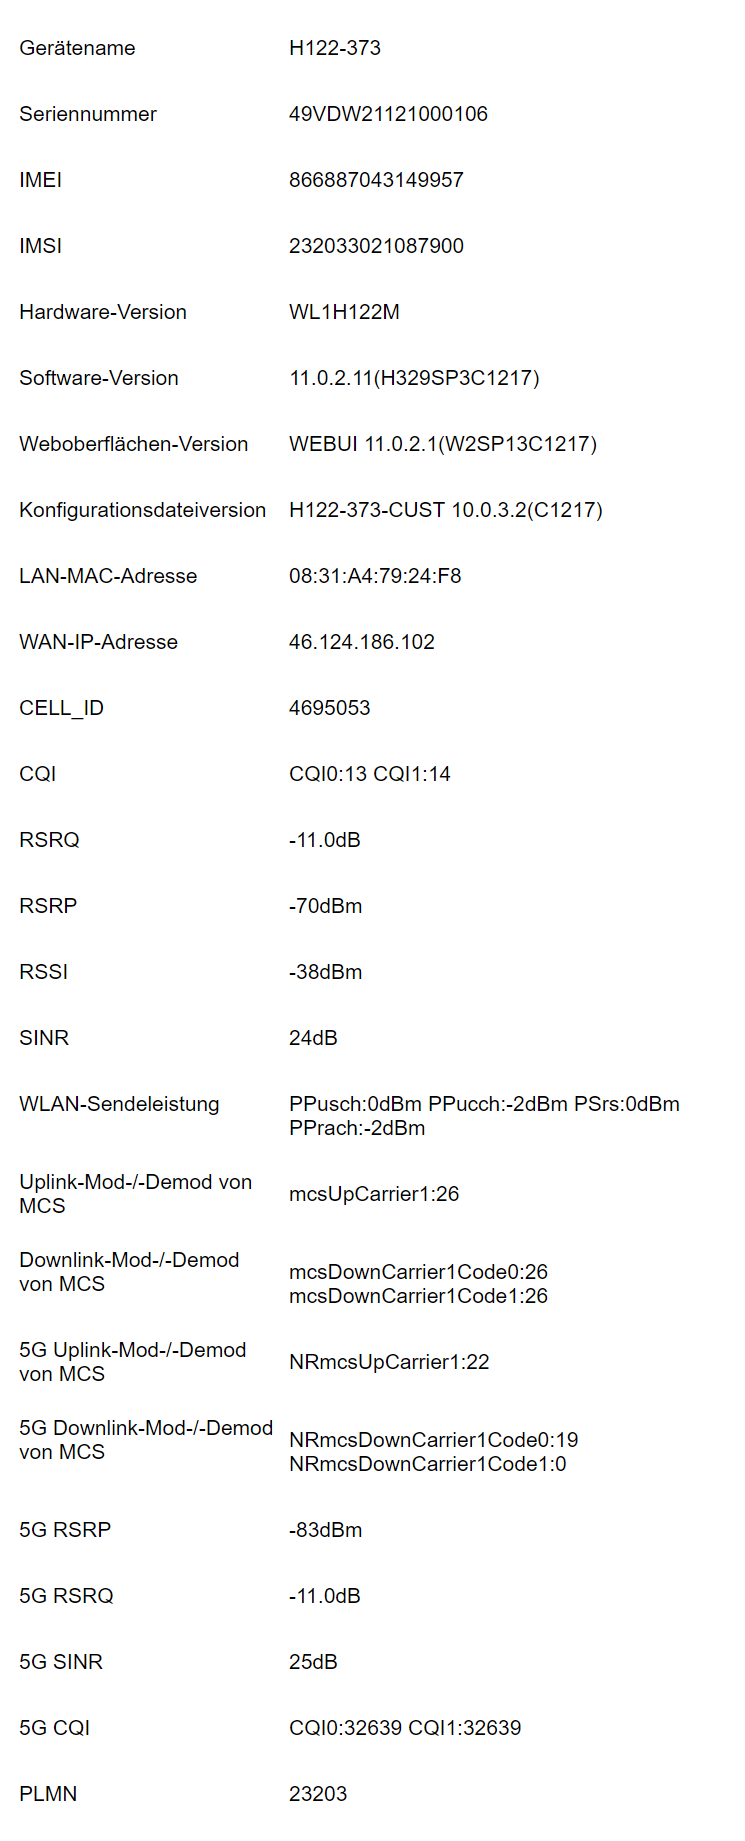 Gerätename H122-373
Seriennummer 49VDW21121000106
IMEI 866887043149957
IMSI 232033021087900
Hardware-Version WL1H122M
Software-Version 11.0.2.11(H329SP3C1217)
Weboberflächen-Version WEBUI 11.0.2.1(W2SP13C1217)
Konfigurationsdateiversion H122-373-CUST 10.0.3.2(C1217)
LAN-MAC-Adresse 08:31:A4:79:24:F8
WAN-IP-Adresse 46.124.186.102
CELL_ID 4695053
CQI CQI0:13 CQI1:14
RSRQ -11.0dB
RSRP -70dBm
RSSI -38dBm
SINR 24dB
WLAN-Sendeleistung PPusch:0dBm PPucch:-2dBm PSrs:0dBm
PPrach:-2dBm
Uplink-Mod-/-Demod von
MCS
mcsUpCarrier1:26
Downlink-Mod-/-Demod
von MCS
mcsDownCarrier1Code0:26
mcsDownCarrier1Code1:26
5G Uplink-Mod-/-Demod
von MCS
NRmcsUpCarrier1:22
5G Downlink-Mod-/-Demod
von MCS
NRmcsDownCarrier1Code0:19
NRmcsDownCarrier1Code1:0
5G RSRP -83dBm
5G RSRQ -11.0dB
5G SINR 25dB
5G CQI CQI0:32639 CQI1:32639
PLMN 23203